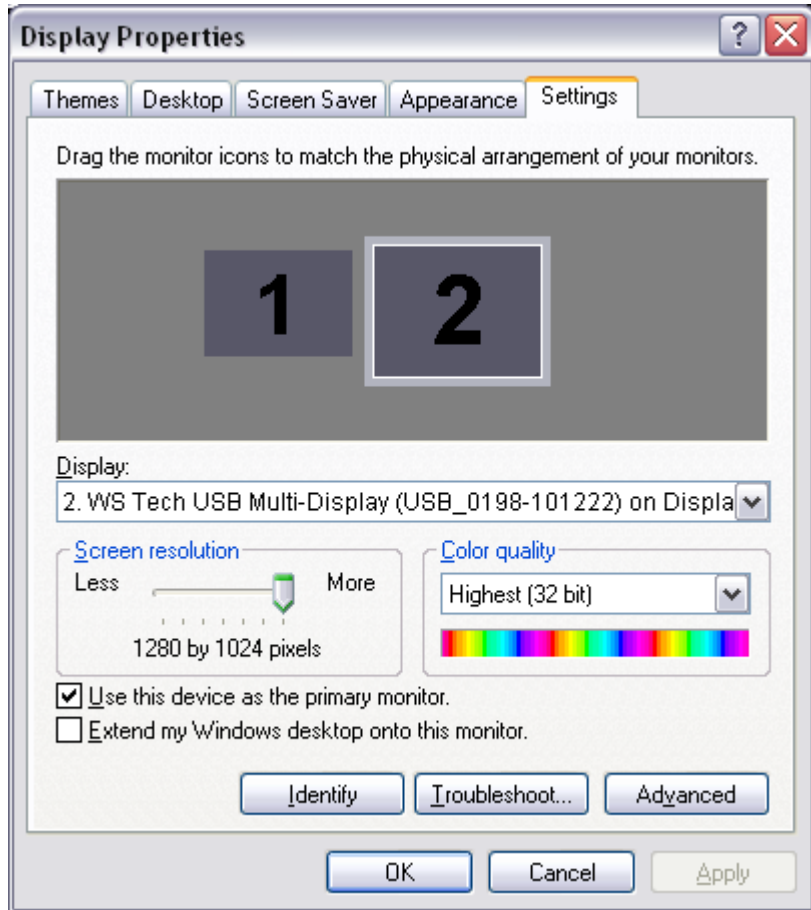 Display Properties
?
Themes Desktop Screen Saver Appearance Settings
Drag the monitor icons to match the physical arrangement of your monitors.
1 2
Display:
2. WS Tech USB Multi-Display (USB_0198-101222) on Displa
Screen resolution
Less More
1280 by 1024 pixels
Color quality
Highest (32 bit)
Use this device as the primary monitor.
Extend my Windows desktop onto this monitor.
Identify Troubleshoot... Advanced
OK Cancel Apply